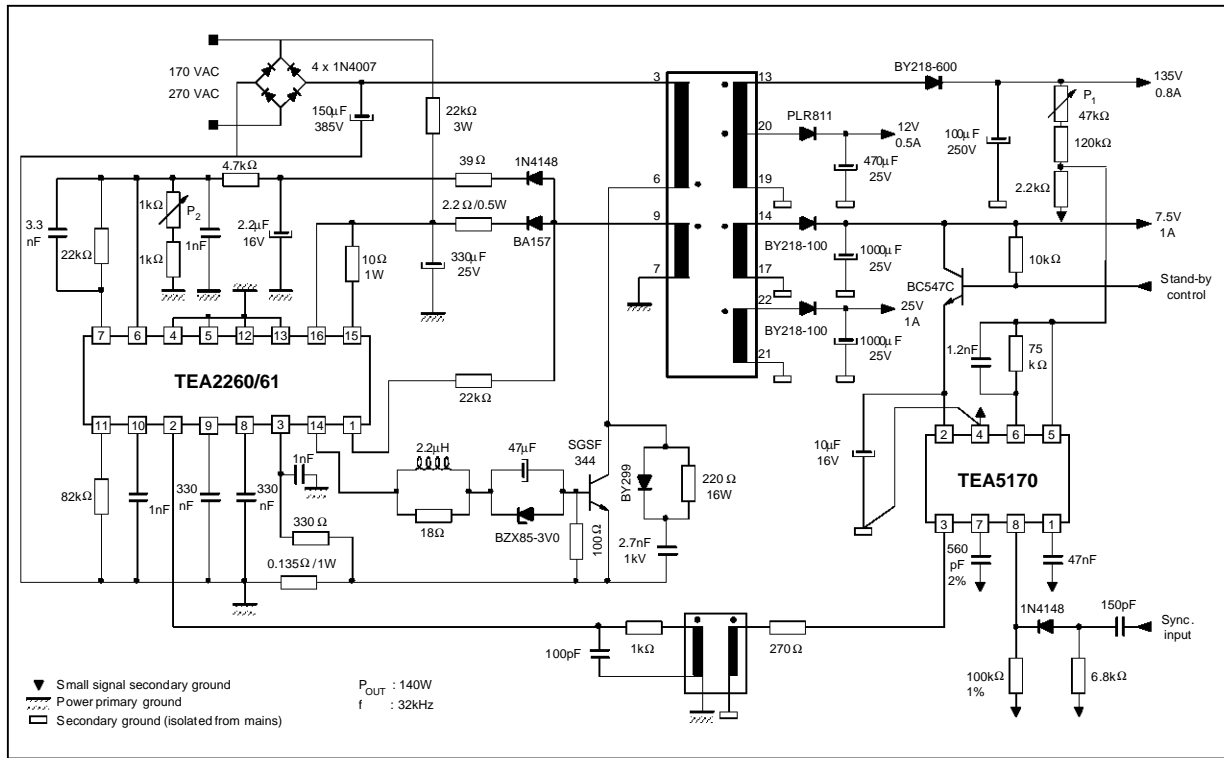 170 VAC
270 VAC
4 x 1N4007
150µF
385V
22kΩ
3W
3
6
9
7
13
20
19
14
17
22
21
BY218-600
135V
0.8A
P1
47kΩ
120kΩ
2.2kΩ
100µF
250V
PLR811
12V
0.5A
470µF
25V
7.5V
1A
BY218-100
1000µF
25V
10kΩ
BC547C
Stand-by
control
25V
1A
BY218-100
1000µF
25V
4.7kΩ
39Ω
1N4148
2.2Ω/0.5W
BA157
3.3
nF
22kΩ
1kΩ
P2
1kΩ
1nF
2.2µF
16V
10Ω
1W
330µF
25V
7
6
4
5
12
13
16
15
TEA2260/61
11
10
2
9
8
3
14
1
22kΩ
82kΩ
1nF
330
nF
330
nF
1nF
330Ω
0.135Ω/1W
2.2µH
18Ω
47µF
BZX85-3V0
SGSF
344
100Ω
BY299
220Ω
16W
2.7nF
1kV
1.2nF
75
kΩ
10µF
16V
2
4
6
5
TEA5170
3
7
8
1
560
pF
2%
47nF
1N4148
150pF
Sync.
input
100kΩ
1%
6.8kΩ
100pF
1kΩ
270Ω
Small signal secondary ground
Power primary ground
Secondary ground (isolated from mains)
POUT : 140W
f : 32kHz